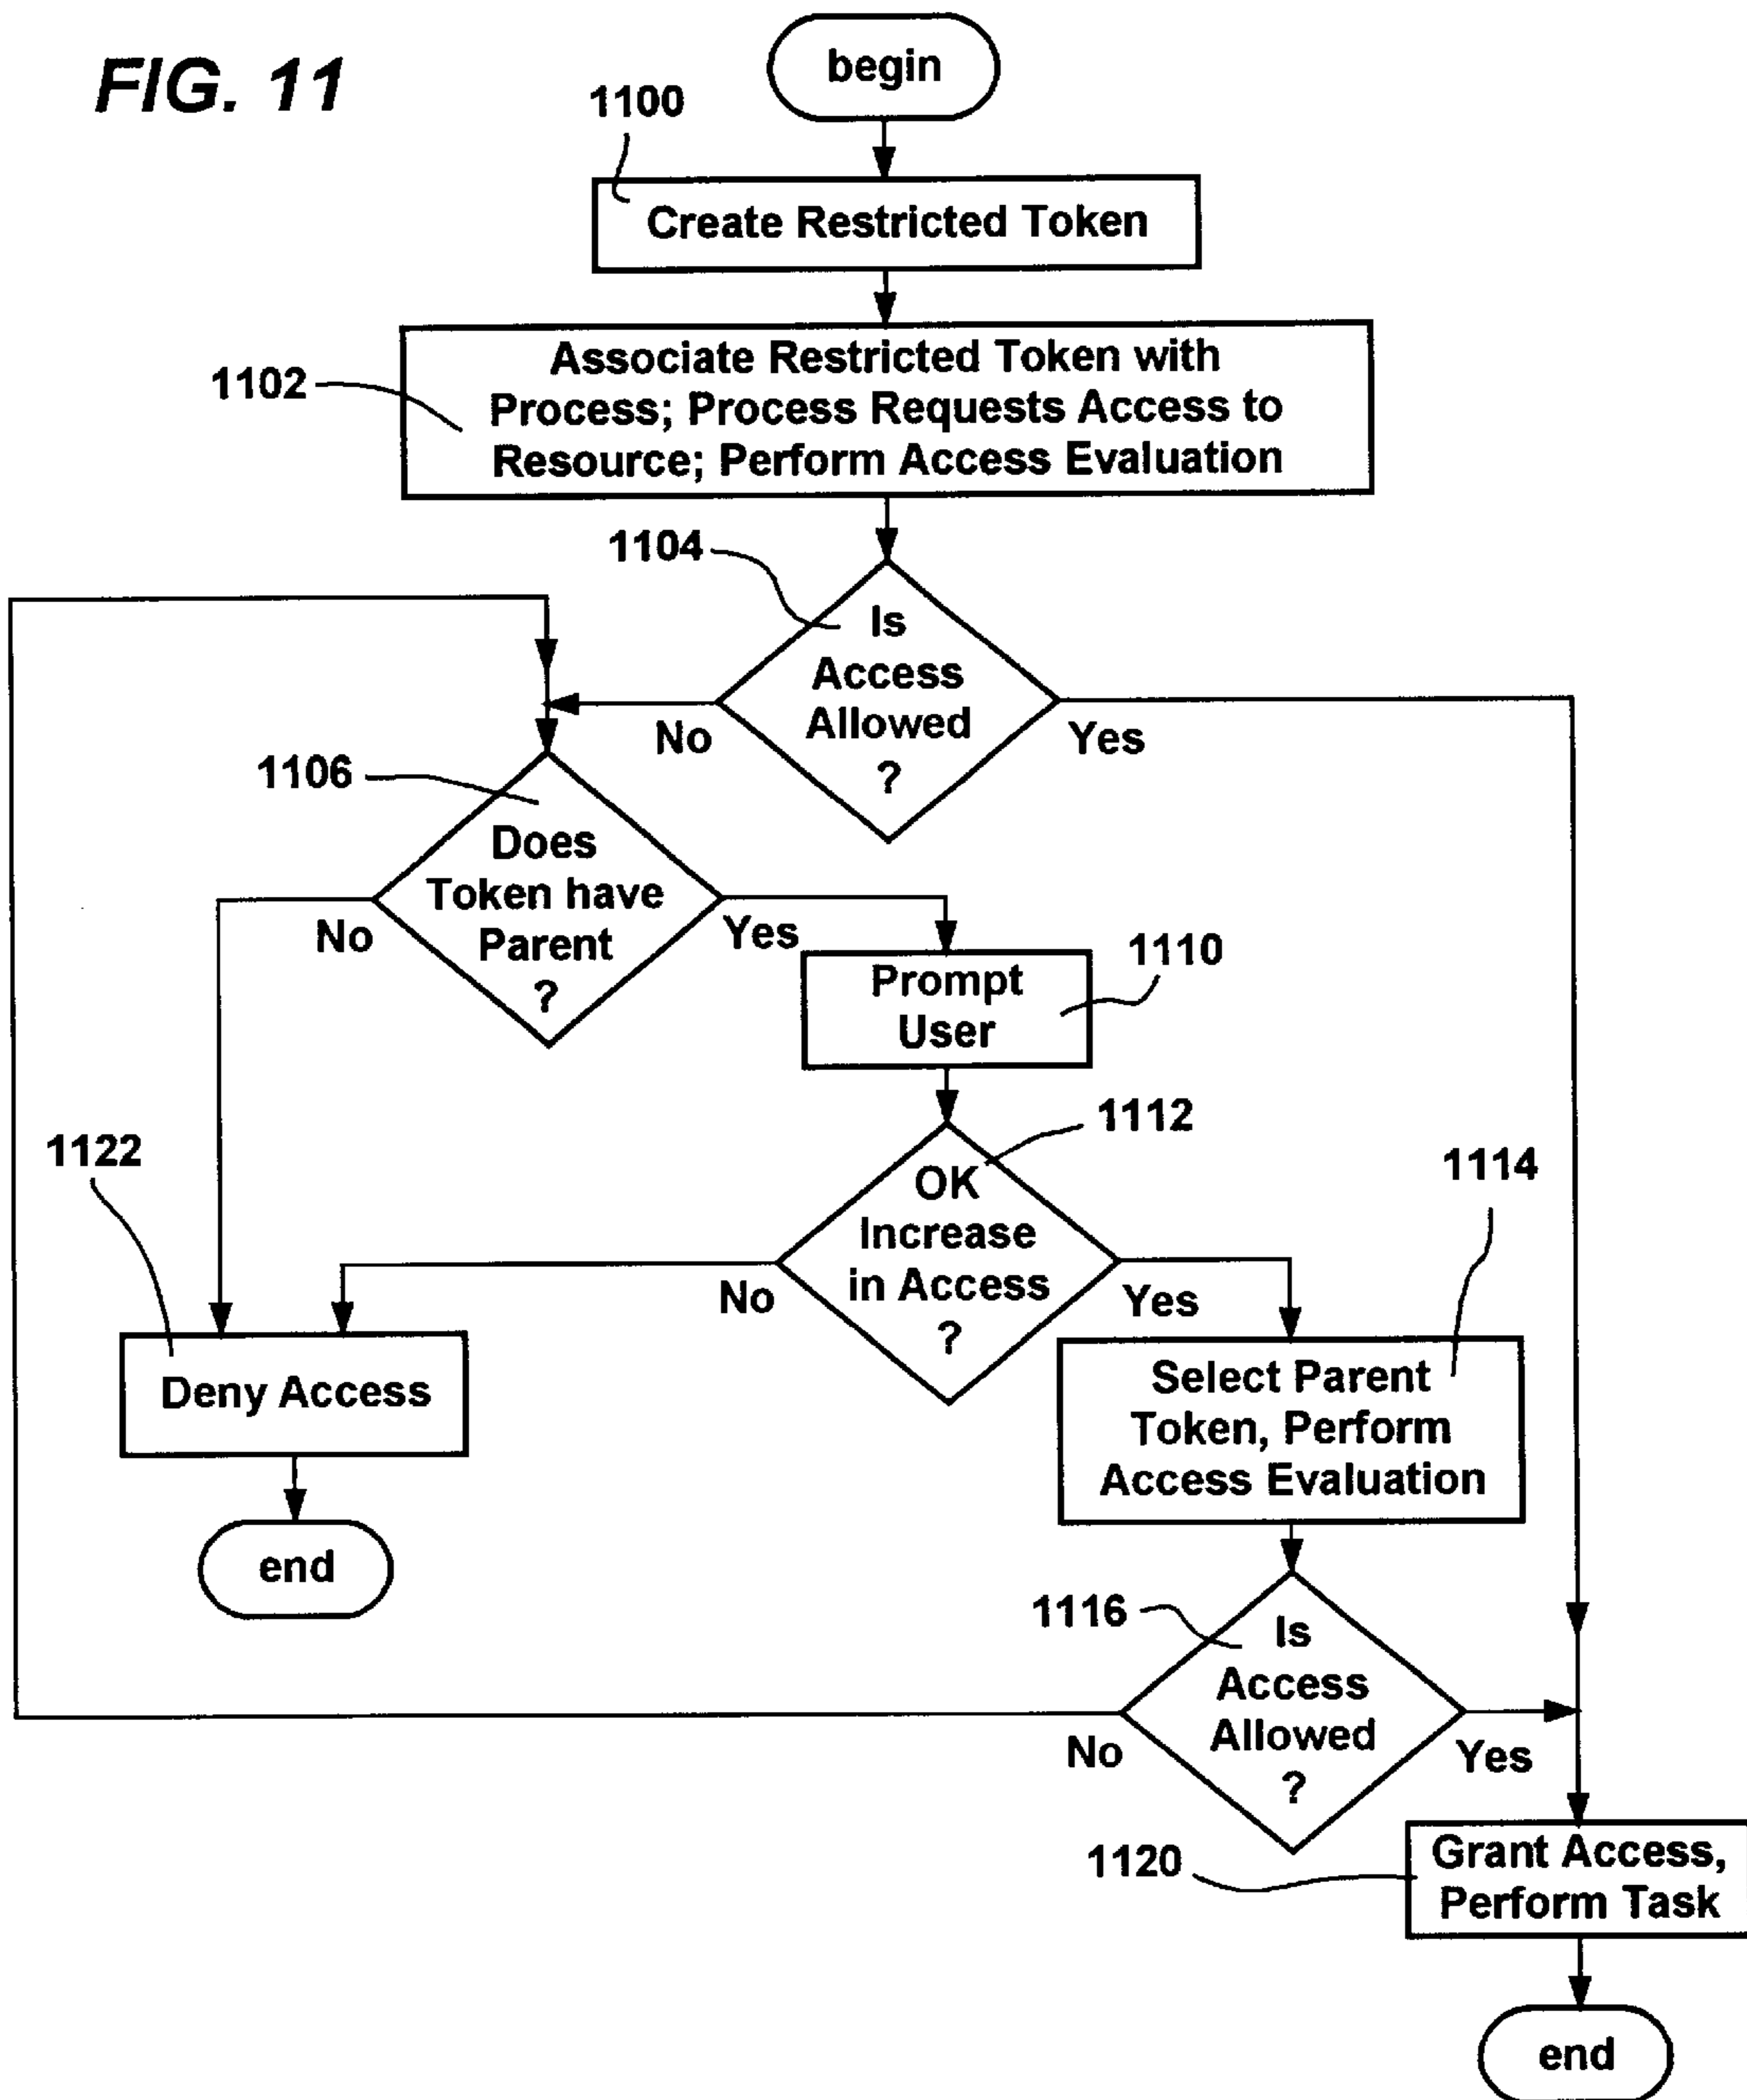 FIG. 11
begin
1100
Create Restricted Token
1102
Associate Restricted Token with
Process; Process Requests Access to
Resource; Perform Access Evaluation
1104
Is
Access
Allowed
?
No
Yes
1106
Does
Token have
Parent
?
No
Yes
1110
Prompt
User
1112
OK
Increase
in Access
?
No
Yes
1122
Deny Access
end
1114
Select Parent
Token, Perform
Access Evaluation
1116
Is
Access
Allowed
?
No
Yes
1120
Grant Access,
Perform Task
end